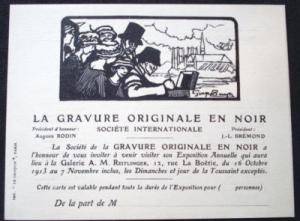 LA GRAVURE ORIGINALE EN NOIR
Président d'honneur : SOCIÉTÉ INTERNATIONALE Président :
Auguste RODIN J.-L. BRÉMOND
La Société de la GRAVURE ORIGINALE EN NOIR a
l'honneur de vous inviter à venir visiter son Exposition Annuelle qui aura
lieu à la Galerie A. M. REITLINGER, 12, rue La Boëtie, du 16 Octobre
1913 au 7 Novembre inclus, les Dimanches et jour de la Toussaint exceptés.
Cette carte est valable pendant toute la durée de l'Exposition pour ( personnes)
De la part de M